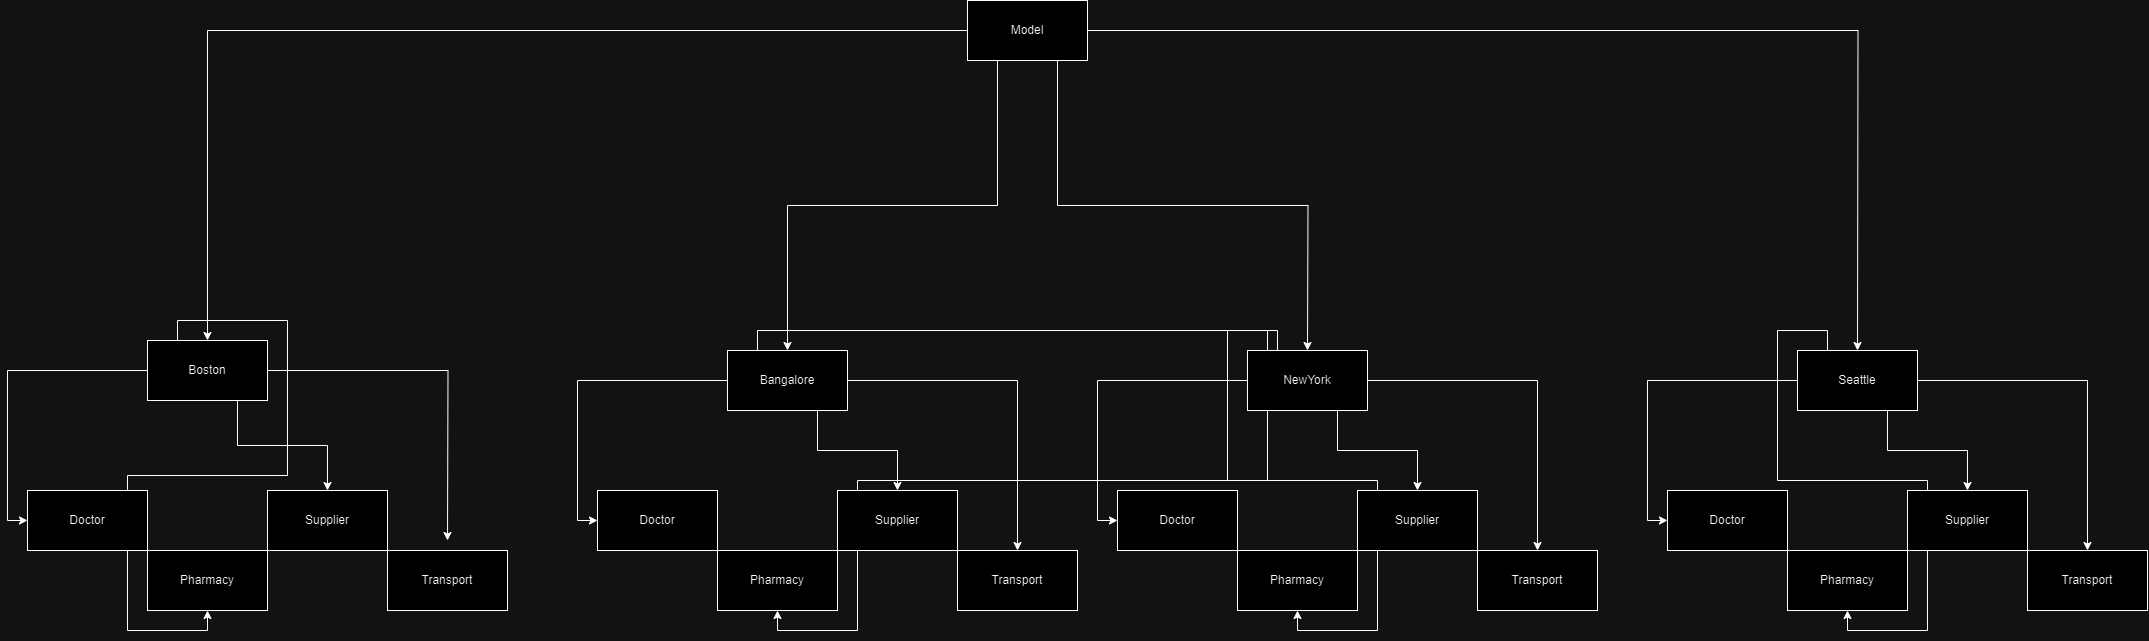 Model
Boston
Bangalore
NewYork
Seattle
Doctor
Supplier
Doctor
Supplier
Doctor
Supplier
Doctor
Supplier
Pharmacy
Transport
Pharmacy
Transport
Pharmacy
Transport
Pharmacy
Transport